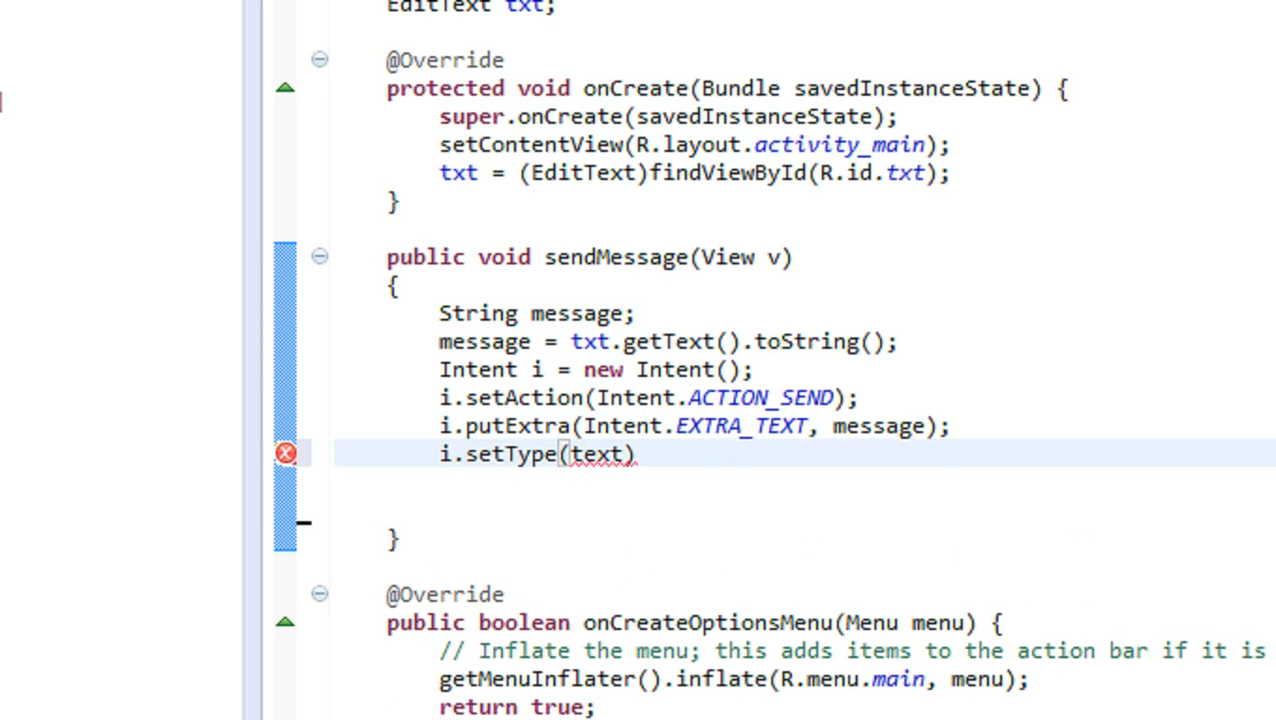 EditText txt;
@Override
protected void onCreate(Bundle savedInstanceState) {
super.onCreate(savedInstanceState);
setContentView(R.layout.activity_main);
txt = (EditText)findViewById(R.id.txt);
}
public void sendMessage(View v)
{
String message;
message = txt.getText().toString();
Intent i = new Intent();
i.setAction(Intent.ACTION_SEND);
i.putExtra(Intent.EXTRA_TEXT, message);
i.setType(text)
}
@Override
public boolean onCreateOptionsMenu(Menu menu) {
// Inflate the menu; this adds items to the action bar if it is
getMenuInflater().inflate(R.menu.main, menu);
return true;